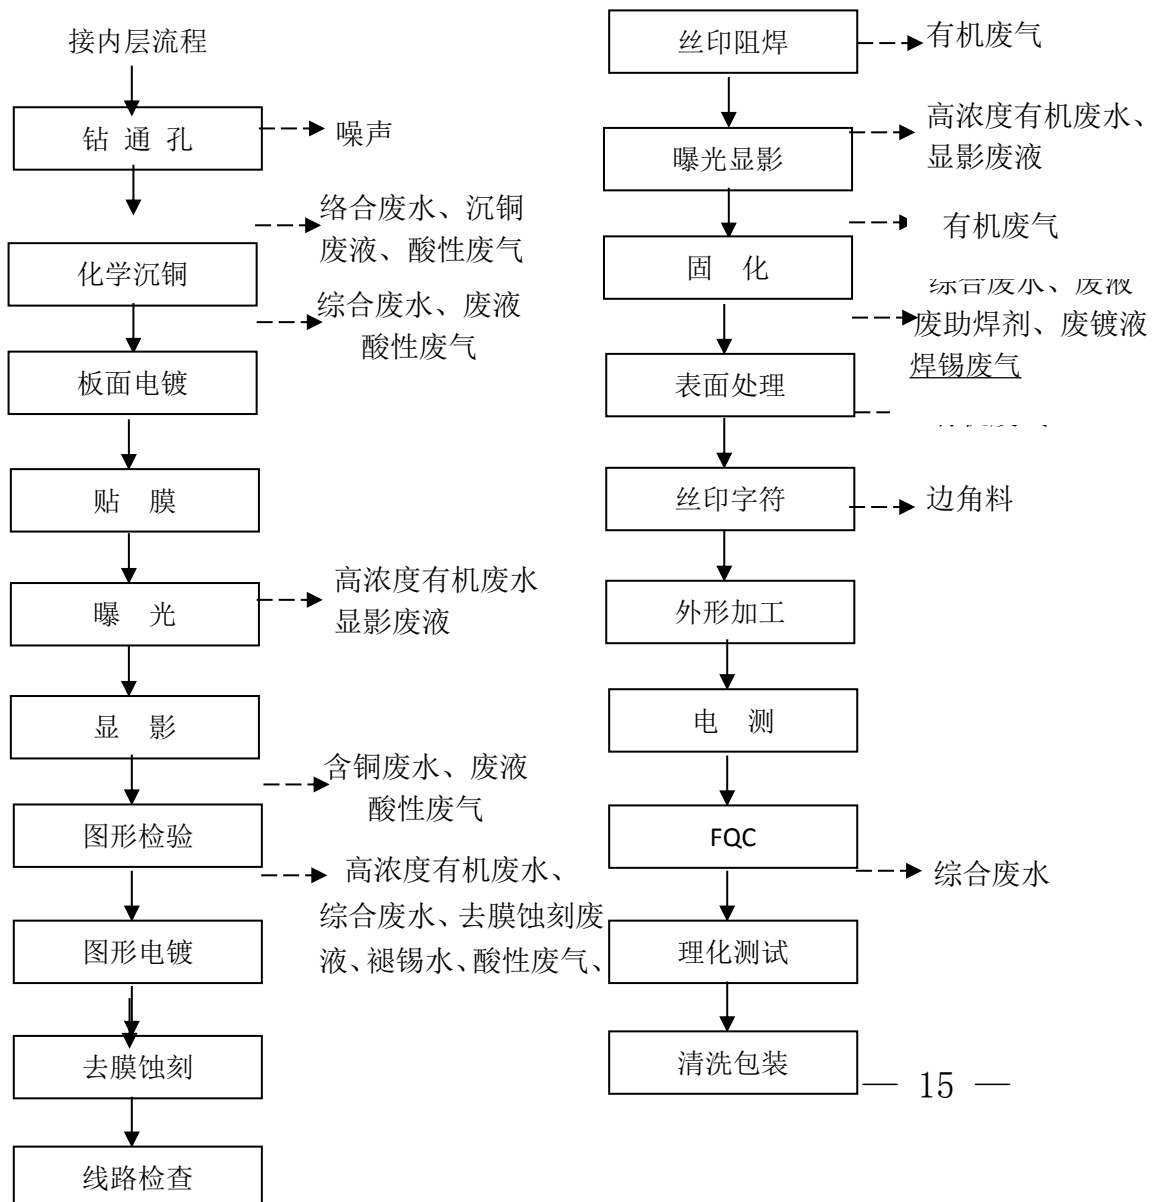 接内层流程
钻 通 孔
噪声
络合废水、沉铜
废液、酸性废气
化学沉铜
综合废水、废液
酸性废气
板面电镀
贴 膜
曝 光
高浓度有机废水
显影废液
显 影
含铜废水、废液
酸性废气
图形检验
高浓度有机废水、
综合废水、去膜蚀刻废
液、褪锡水、酸性废气、
图形电镀
去膜蚀刻
线路检查
丝印阻焊
有机废气
高浓度有机废水、
显影废液
曝光显影
有机废气
固 化
综合废水、废液
废助焊剂、废镀液
焊锡废气
表面处理
丝印字符
边角料
外形加工
电 测
FQC
综合废水
理化测试
清洗包装
— 15 —